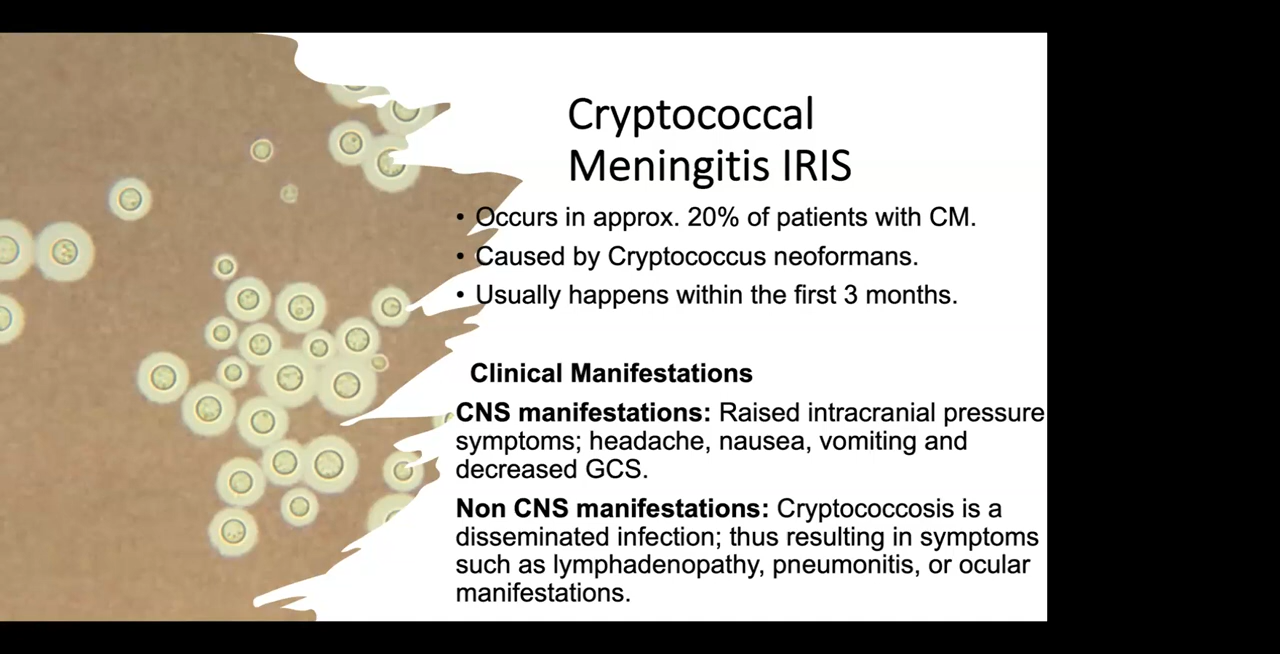 Cryptococcal
Meningitis IRIS
• Occurs in approx. 20% of patients with CM.
• Caused by Cryptococcus neoformans.
• Usually happens within the first 3 months.
Clinical Manifestations
CNS manifestations: Raised intracranial pressure
symptoms; headache, nausea, vomiting and
decreased GCS.
Non CNS manifestations: Cryptococcosis is a
disseminated infection; thus resulting in symptoms
such as lymphadenopathy, pneumonitis, or ocular
manifestations.